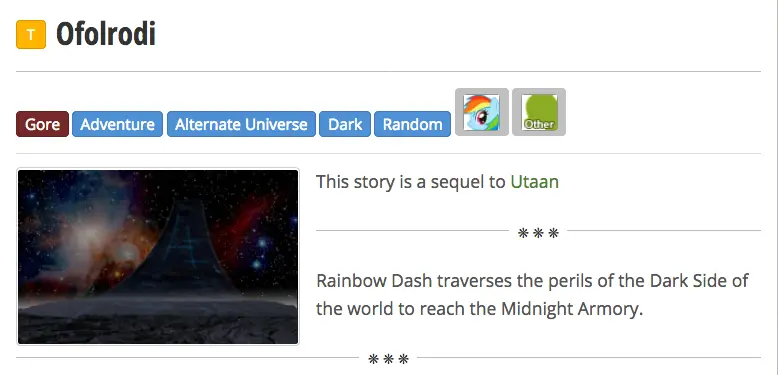 T Ofolrodi
Gore Adventure Alternate Universe Dark Random Other
This story is a sequel to Utaan
Rainbow Dash traverses the perils of the Dark Side of
the world to reach the Midnight Armory.